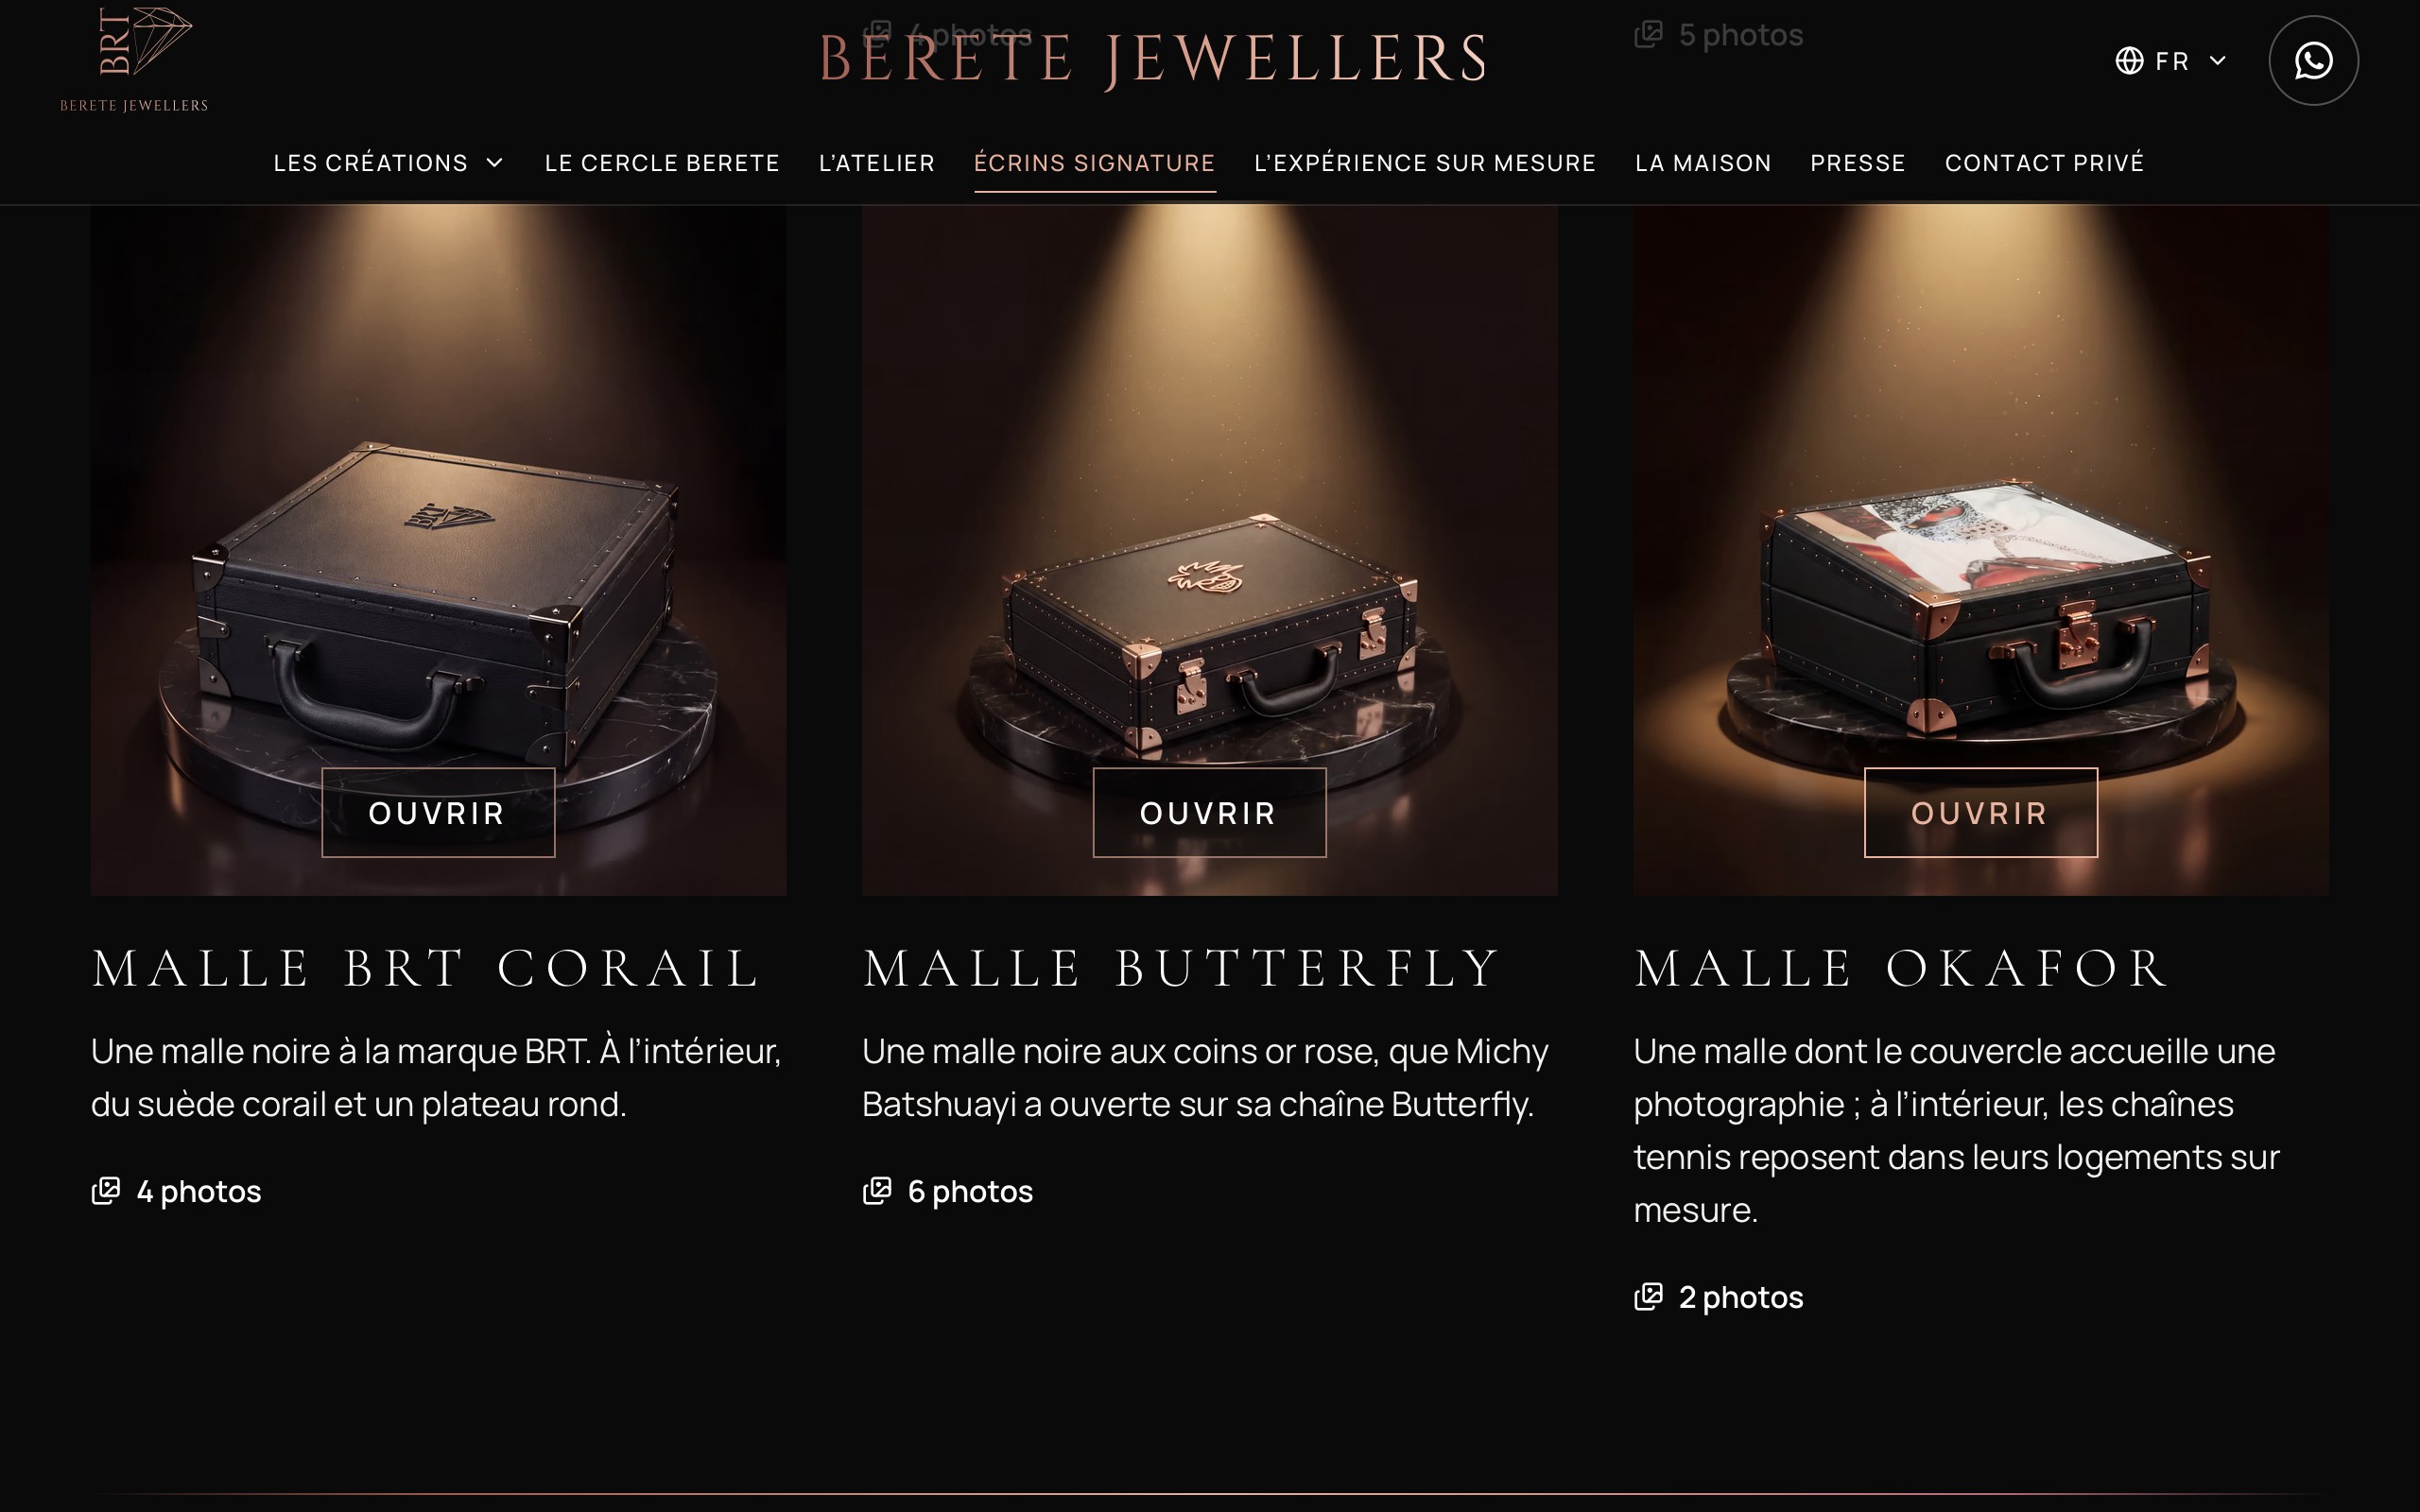 BRT
BERETE JEWELLERS
4 photos
BERETE JEWELLERS
5 photos
FR
LES CRÉATIONS
LE CERCLE BERETE
L’ATELIER
ÉCRINS SIGNATURE
L’EXPÉRIENCE SUR MESURE
LA MAISON
PRESSE
CONTACT PRIVÉ
BRT
OUVRIR
OUVRIR
OUVRIR
MALLE BRT CORAIL
Une malle noire à la marque BRT. À l’intérieur,
du suède corail et un plateau rond.
4 photos
MALLE BUTTERFLY
Une malle noire aux coins or rose, que Michy
Batshuayi a ouverte sur sa chaîne Butterfly.
6 photos
MALLE OKAFOR
Une malle dont le couvercle accueille une
photographie ; à l’intérieur, les chaînes
tennis reposent dans leurs logements sur
mesure.
2 photos